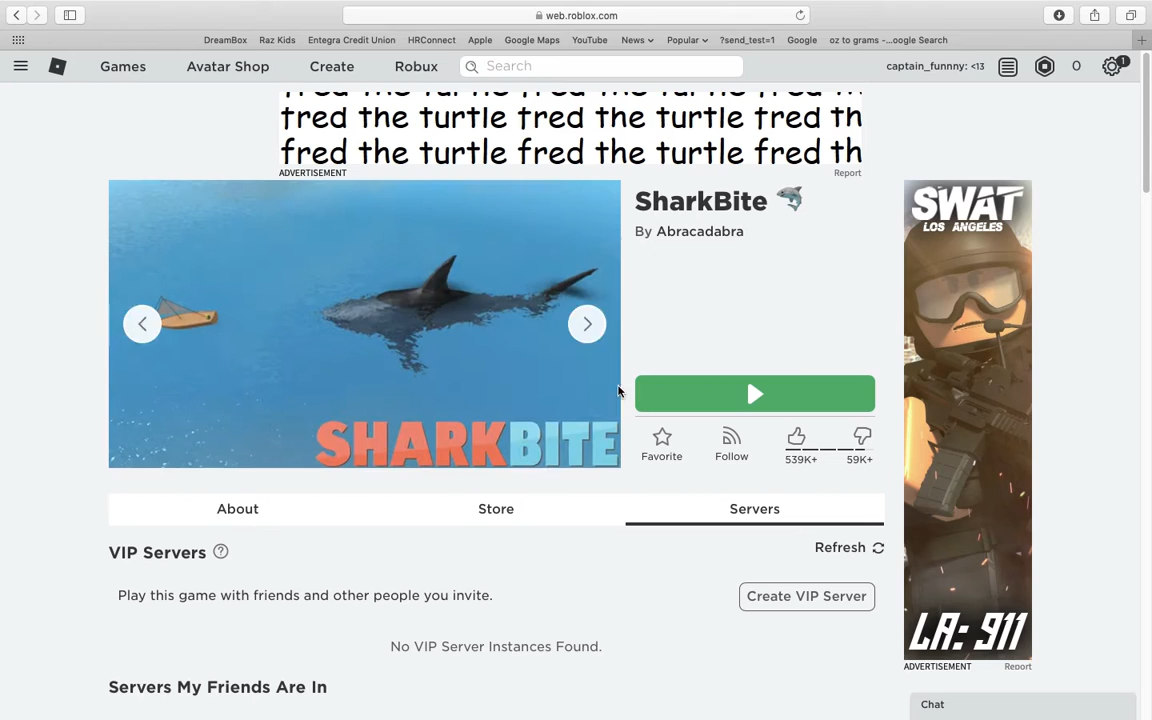 web.roblox.com
DreamBox Raz Kids Entegra Credit Union HRConnect Apple Google Maps YouTube News Popular ?send_test=1 Google oz to grams -...oogle Search
Games Avatar Shop Create Roblox Search captain_funnny: <13 0 1
fred the turtle fred the turtle fred th
fred the turtle fred the turtle fred th
ADVERTISEMENT Report
SharkBite
By Abracadabra
SHARKBITE
Favorite Follow 539K+ 59K+
SWAT
LOS ANGELES
LA: 911
ADVERTISEMENT Report
About Store Servers
VIP Servers Refresh
Play this game with friends and other people you invite. Create VIP Server
No VIP Server Instances Found.
Servers My Friends Are In
Chat